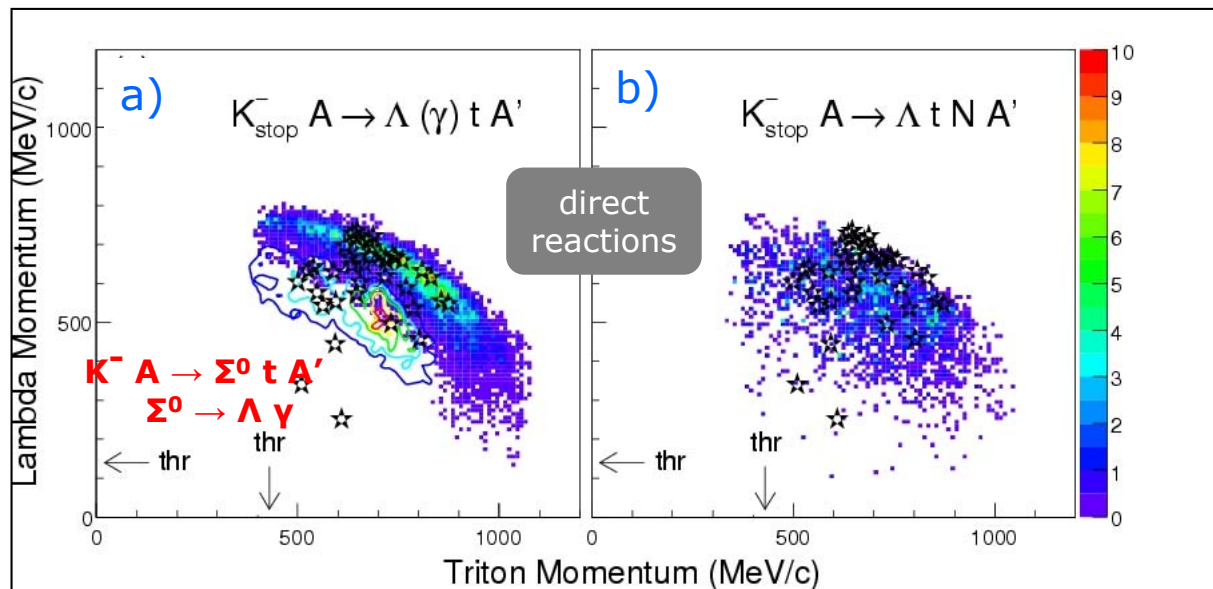 a)
K⁻stop A → Λ (γ) t A'
b)
K⁻stop A → Λ t N A'
direct
reactions
K⁻ A → Σ⁰ t A'
Σ⁰ → Λ γ
thr
thr
thr
thr
Lambda Momentum (MeV/c)
1000
500
0
0
500
1000
0
500
1000
Triton Momentum (MeV/c)
10
9
8
7
6
5
4
3
2
1
0